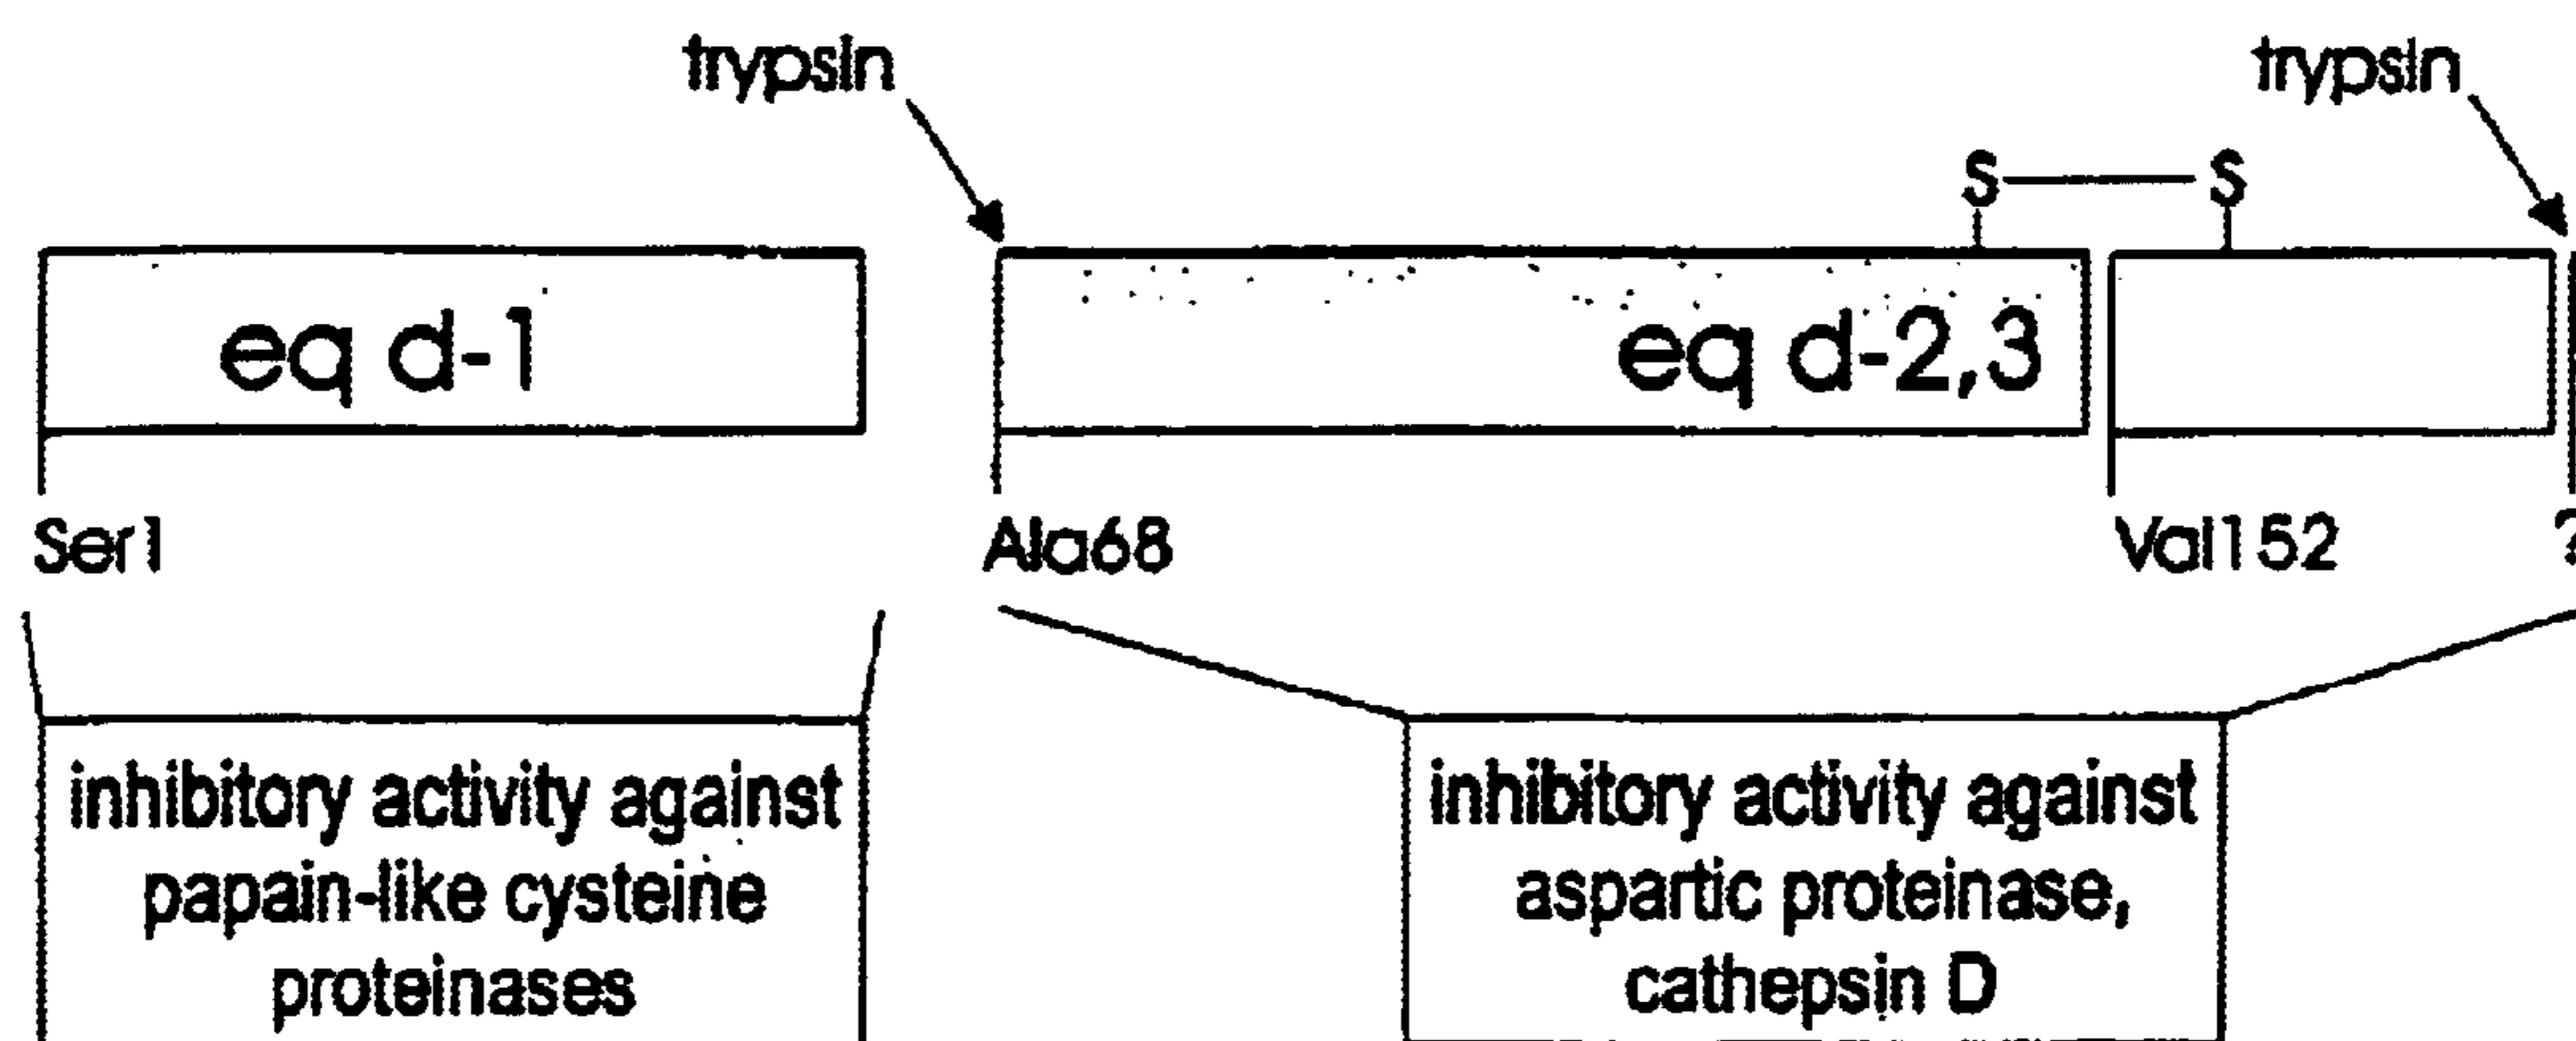 trypsin
trypsin
S S
eq d-1
eq d-2,3
Ser1
Ala68
Val152
?
inhibitory activity against
papain-like cysteine
proteinases
inhibitory activity against
aspartic proteinase,
cathepsin D